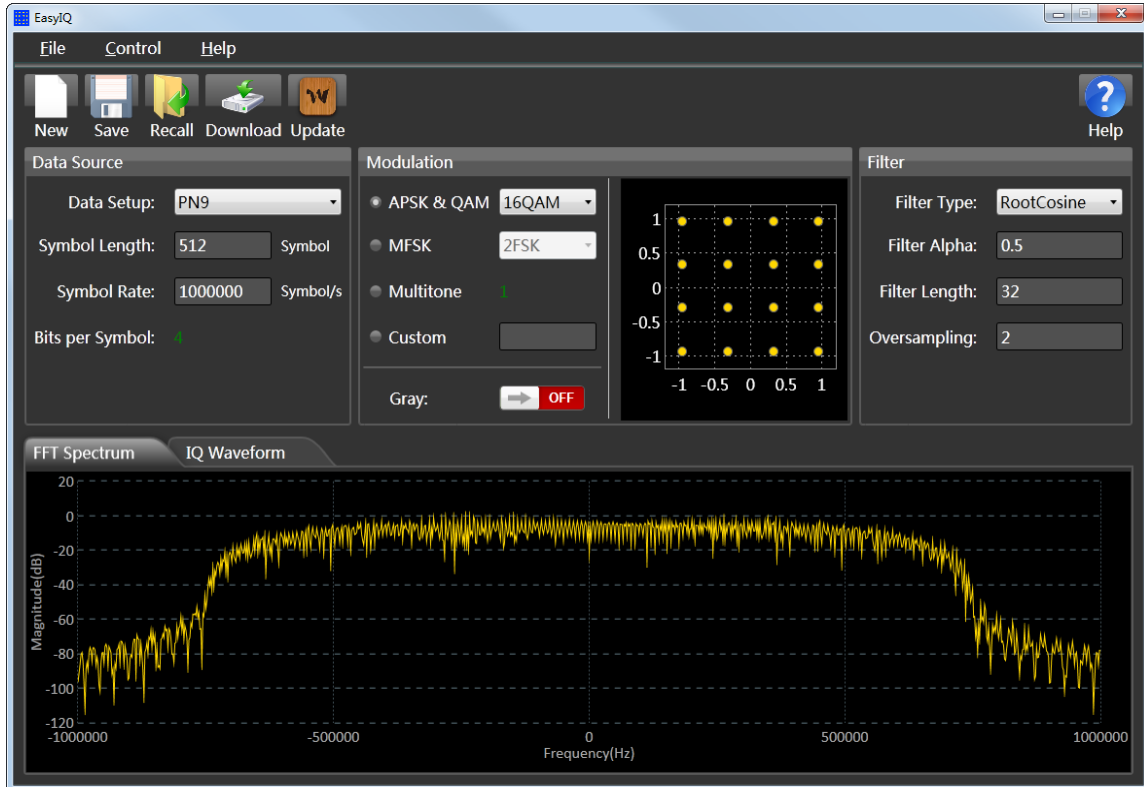 EasyIQ
File Control Help
New Save Recall Download Update Help
Data Source
Data Setup: PN9
Symbol Length: 512 Symbol
Symbol Rate: 1000000 Symbol/s
Bits per Symbol: 4
Modulation
APSK & QAM 16QAM
MFSK 2FSK
Multitone 1
Custom
Gray: OFF
1
0.5
0
-0.5
-1
-1 -0.5 0 0.5 1
Filter
Filter Type: RootCosine
Filter Alpha: 0.5
Filter Length: 32
Oversampling: 2
FFT Spectrum IQ Waveform
Magnitude(dB)
20
0
-20
-40
-60
-80
-100
-120
-1000000 -500000 0 500000 1000000
Frequency(Hz)